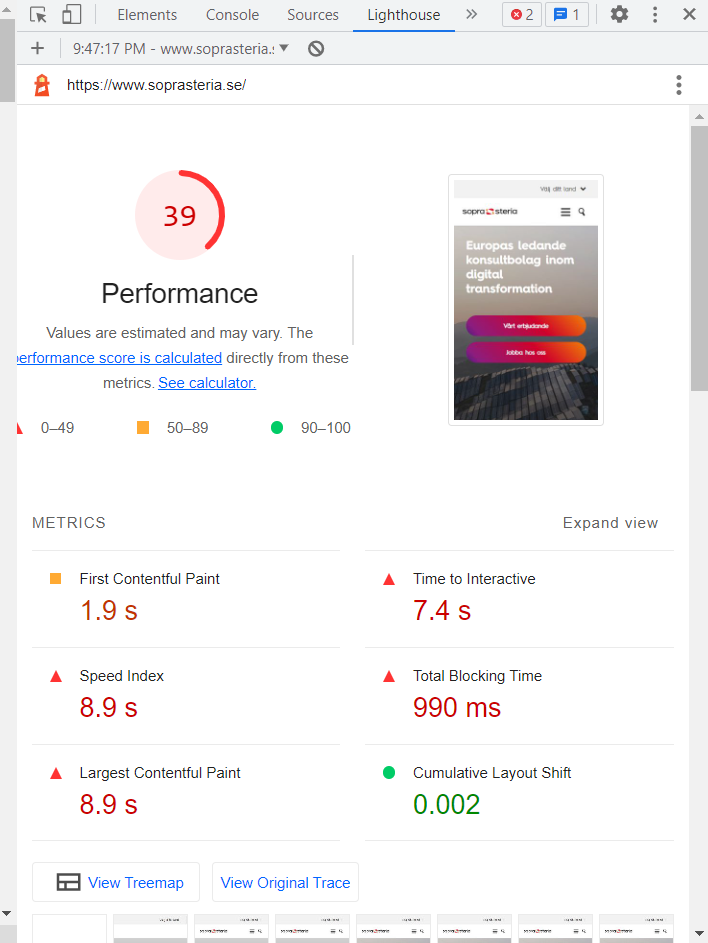 Elements Console Sources Lighthouse 2 1
9:47:17 PM - www.soprasteria.
https://www.soprasteria.se/
Välj ditt land
sopra steria
Europas ledande
konsultbolag inom
digital
transformation
Vårt erbjudande
Jobba hos oss
39
Performance
Values are estimated and may vary. The
performance score is calculated directly from these
metrics. See calculator.
0–49 50–89 90–100
METRICS Expand view
First Contentful Paint
1.9 s
Time to Interactive
7.4 s
Speed Index
8.9 s
Total Blocking Time
990 ms
Largest Contentful Paint
8.9 s
Cumulative Layout Shift
0.002
View Treemap View Original Trace